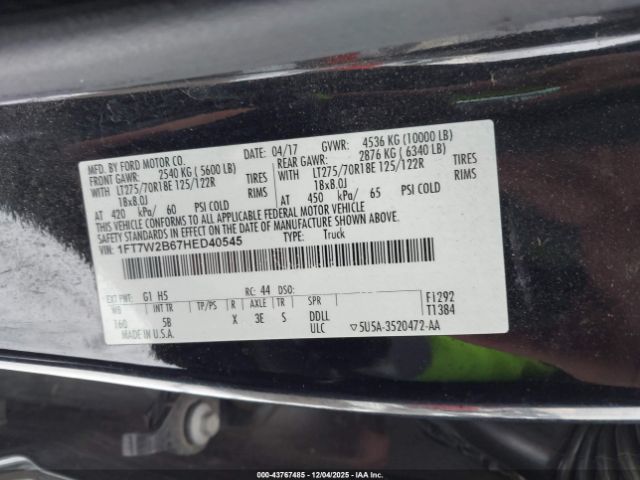 MFD. BY FORD MOTOR CO.
DATE: 04/17 GVWR: 4536 KG (10000 LB)
FRONT GAWR: 2540 KG (5600 LB) REAR GAWR: 2876 KG (6340 LB)
WITH LT275/70R18E 125/122R TIRES WITH LT275/70R18E 125/122R TIRES
18x8.0J RIMS 18x8.0J RIMS
AT 420 kPa/ 60 PSI COLD AT 450 kPa/ 65 PSI COLD
THIS VEHICLE CONFORMS TO ALL APPLICABLE FEDERAL MOTOR VEHICLE
SAFETY STANDARDS IN EFFECT ON THE DATE OF MANUFACTURE SHOWN ABOVE.
VIN: 1FT7W2B67HED40545 TYPE: Truck
EXT PNT: G1 H5 RC: 44 DSO: F1292
WB INT TR TP/PS R AXLE TR SPR T1384
160 5B X 3E S DDLL
MADE IN U.S.A. ULC ▽5U5A-3520472-AA
000-43767485 - 12/04/2025 - IAA Inc.